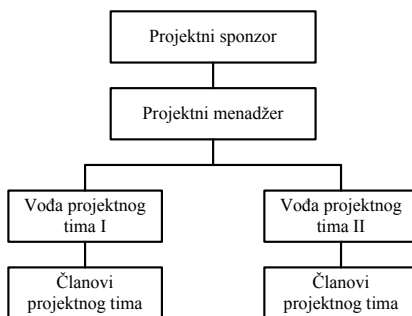 Projektni sponzor
Projektni menadžer
Vođa projektnog
tima I
Vođa projektnog
tima II
Članovi
projektnog tima
Članovi
projektnog tima